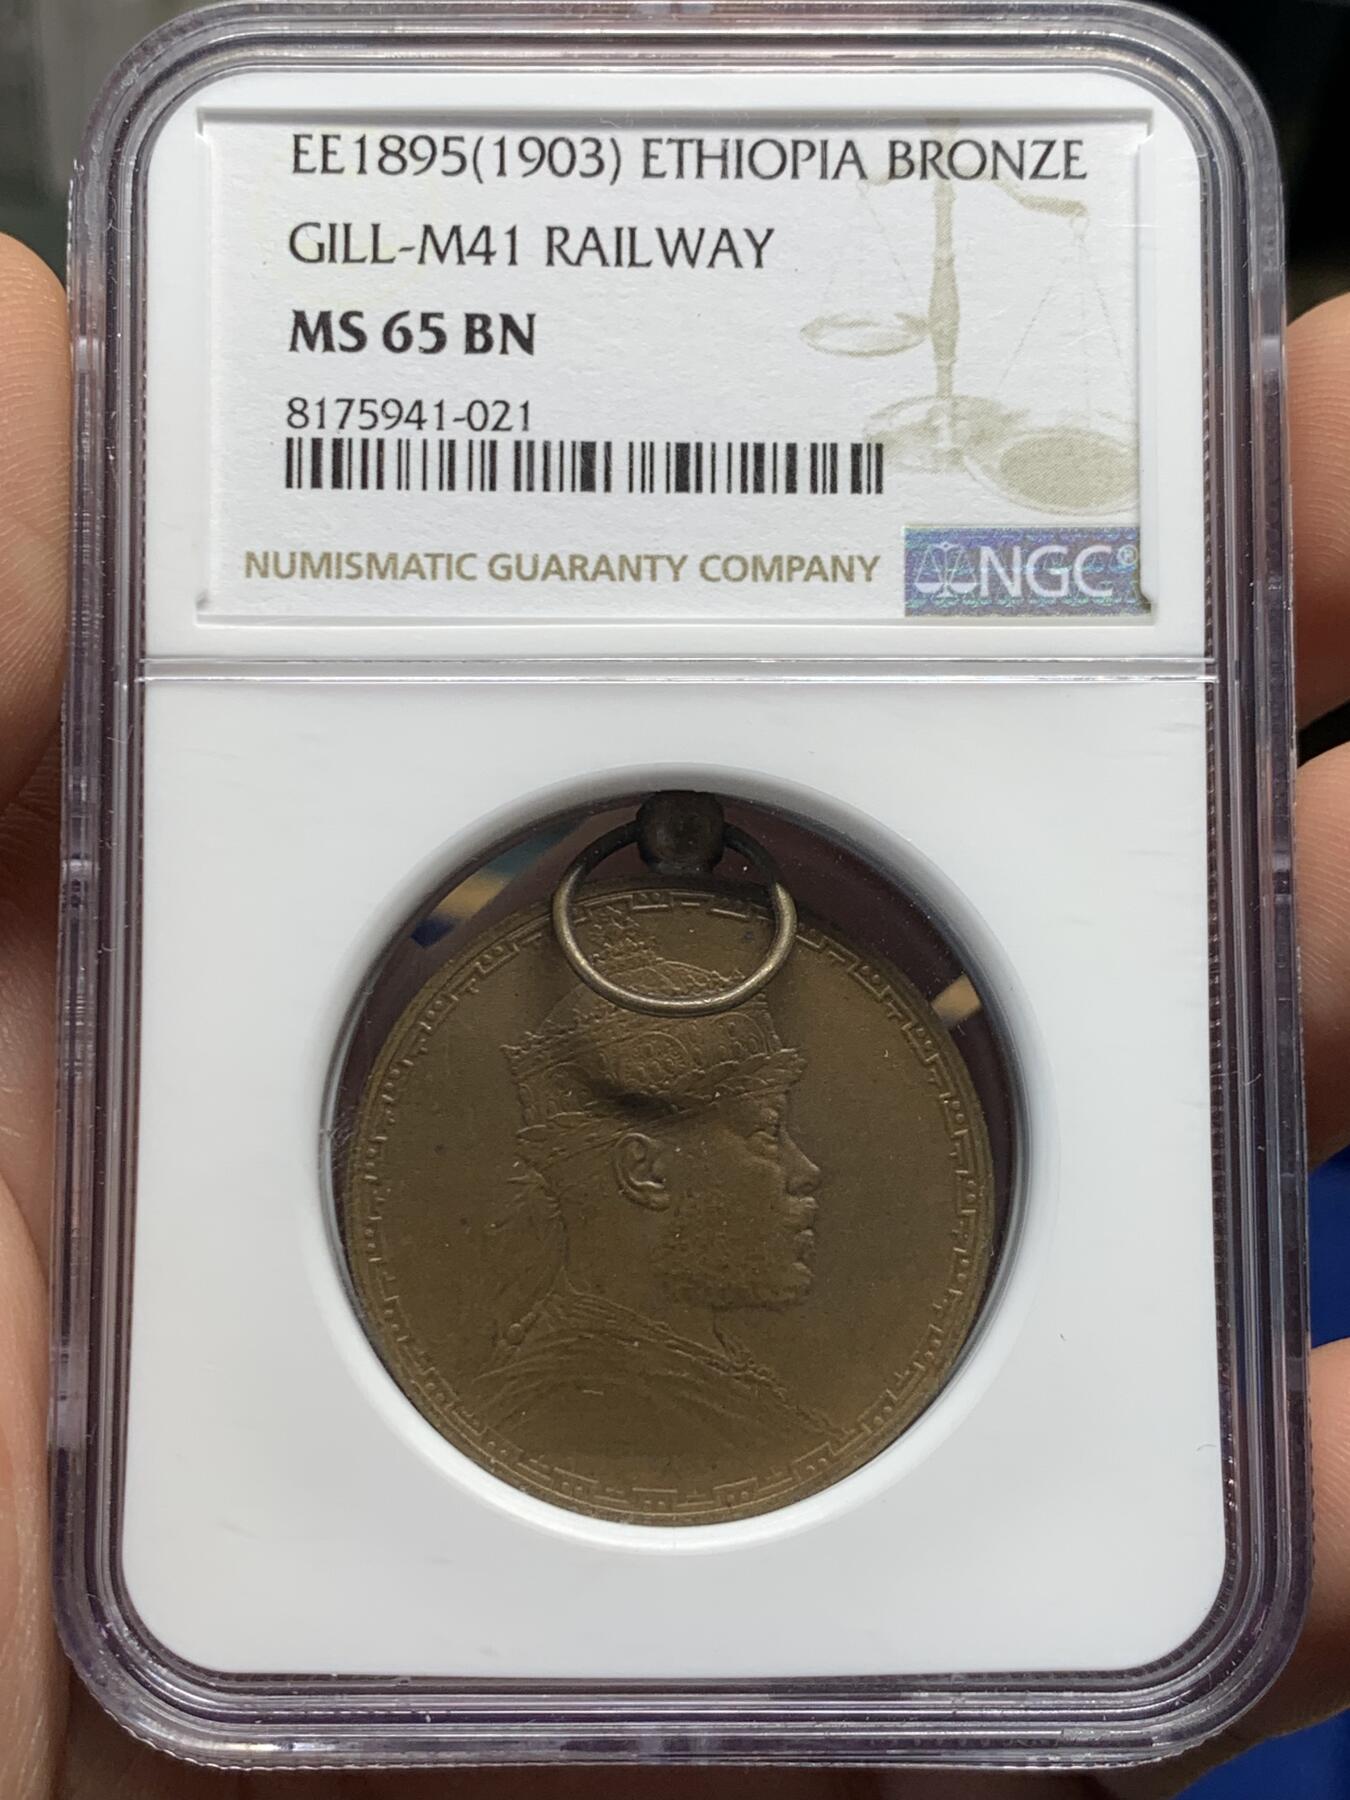 EE1895(1903) ETHIOPIA BRONZE
GILL-M41 RAILWAY
MS 65 BN
8175941-021
NUMISMATIC GUARANTY COMPANY
NGC®